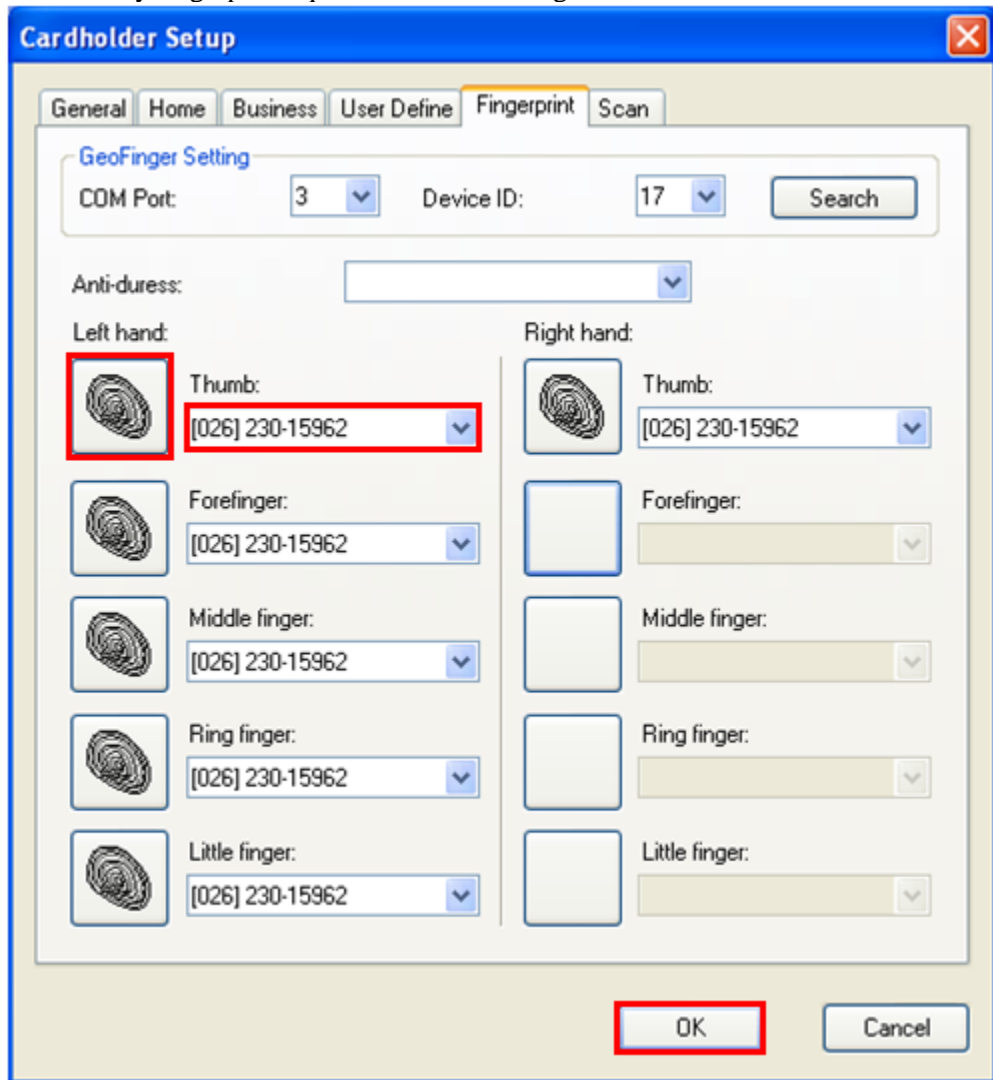 Cardholder Setup
General Home Business User Define Fingerprint Scan
GeoFinger Setting
COM Port: 3 Device ID: 17 Search
Anti-duress:
Left hand: Right hand:
Thumb: Thumb:
[026] 230-15962 [026] 230-15962
Forefinger: Forefinger:
[026] 230-15962
Middle finger: Middle finger:
[026] 230-15962
Ring finger: Ring finger:
[026] 230-15962
Little finger: Little finger:
[026] 230-15962
OK Cancel